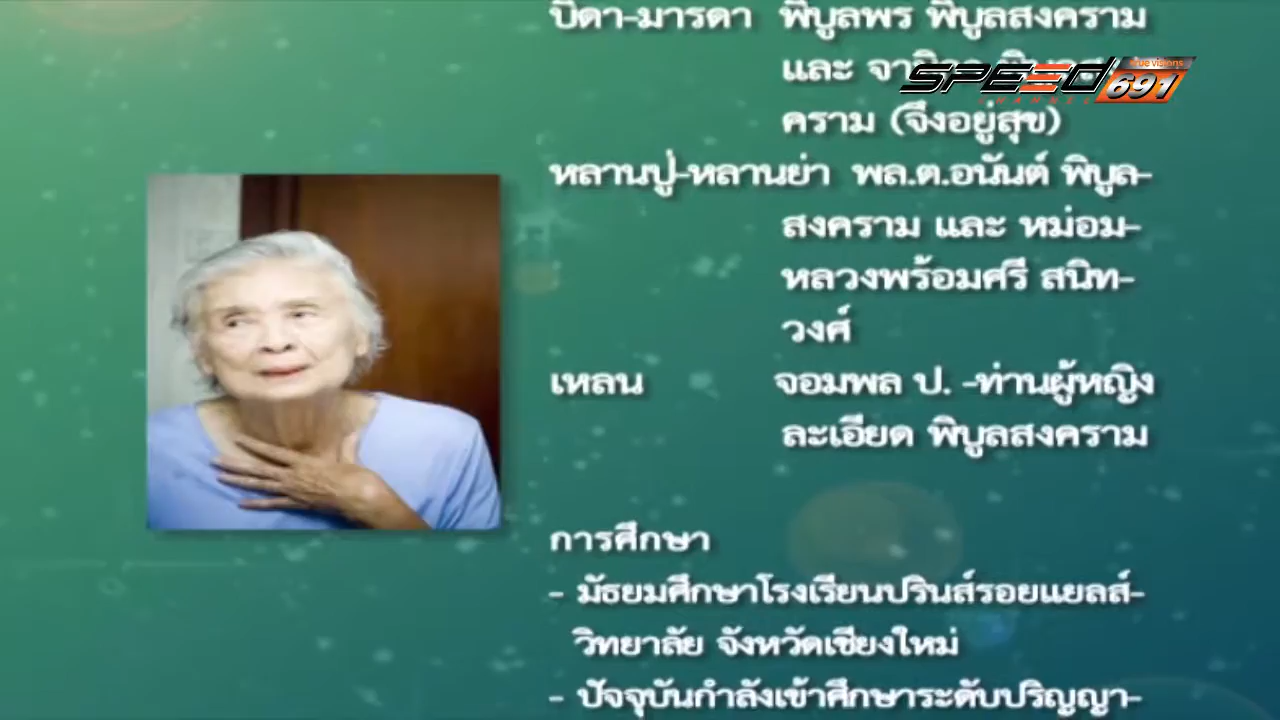 บิดา-มารดา พิบูลพร พิบูลสงคราม
และ
คราม (จึงอยู่สุข)
หลานปู่-หลานย่า พล.ต.อนันต์ พิบูล-
สงคราม และ หม่อม-
หลวงพร้อมศรี สนิท-
วงศ์
เหลน จอมพล ป. -ท่านผู้หญิง
ละเอียด พิบูลสงคราม
การศึกษา
- มัธยมศึกษาโรงเรียนปรินส์รอยแยลส์-
วิทยาลัย จังหวัดเชียงใหม่
- ปัจจุบันกำลังเข้าศึกษาระดับปริญญา-
true visions
SPEED 691
CHANNEL